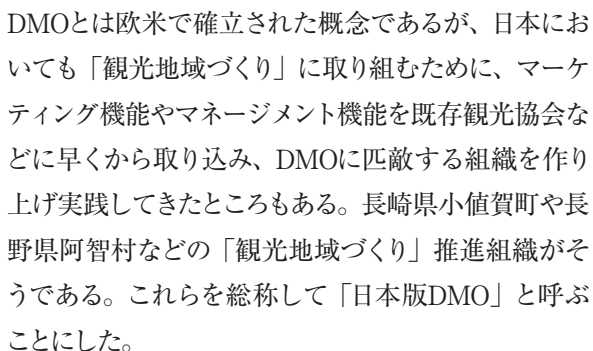 DMOとは欧米で確立された概念であるが、日本にお
いても「観光地域づくり」に取り組むために、マーケ
ティング機能やマネージメント機能を既存観光協会な
どに早くから取り込み、DMOに匹敵する組織を作り
上げ実践してきたところもある。長崎県小値賀町や長
野県阿智村などの「観光地域づくり」推進組織がそ
うである。これらを総称して「日本版DMO」と呼ぶ
ことにした。